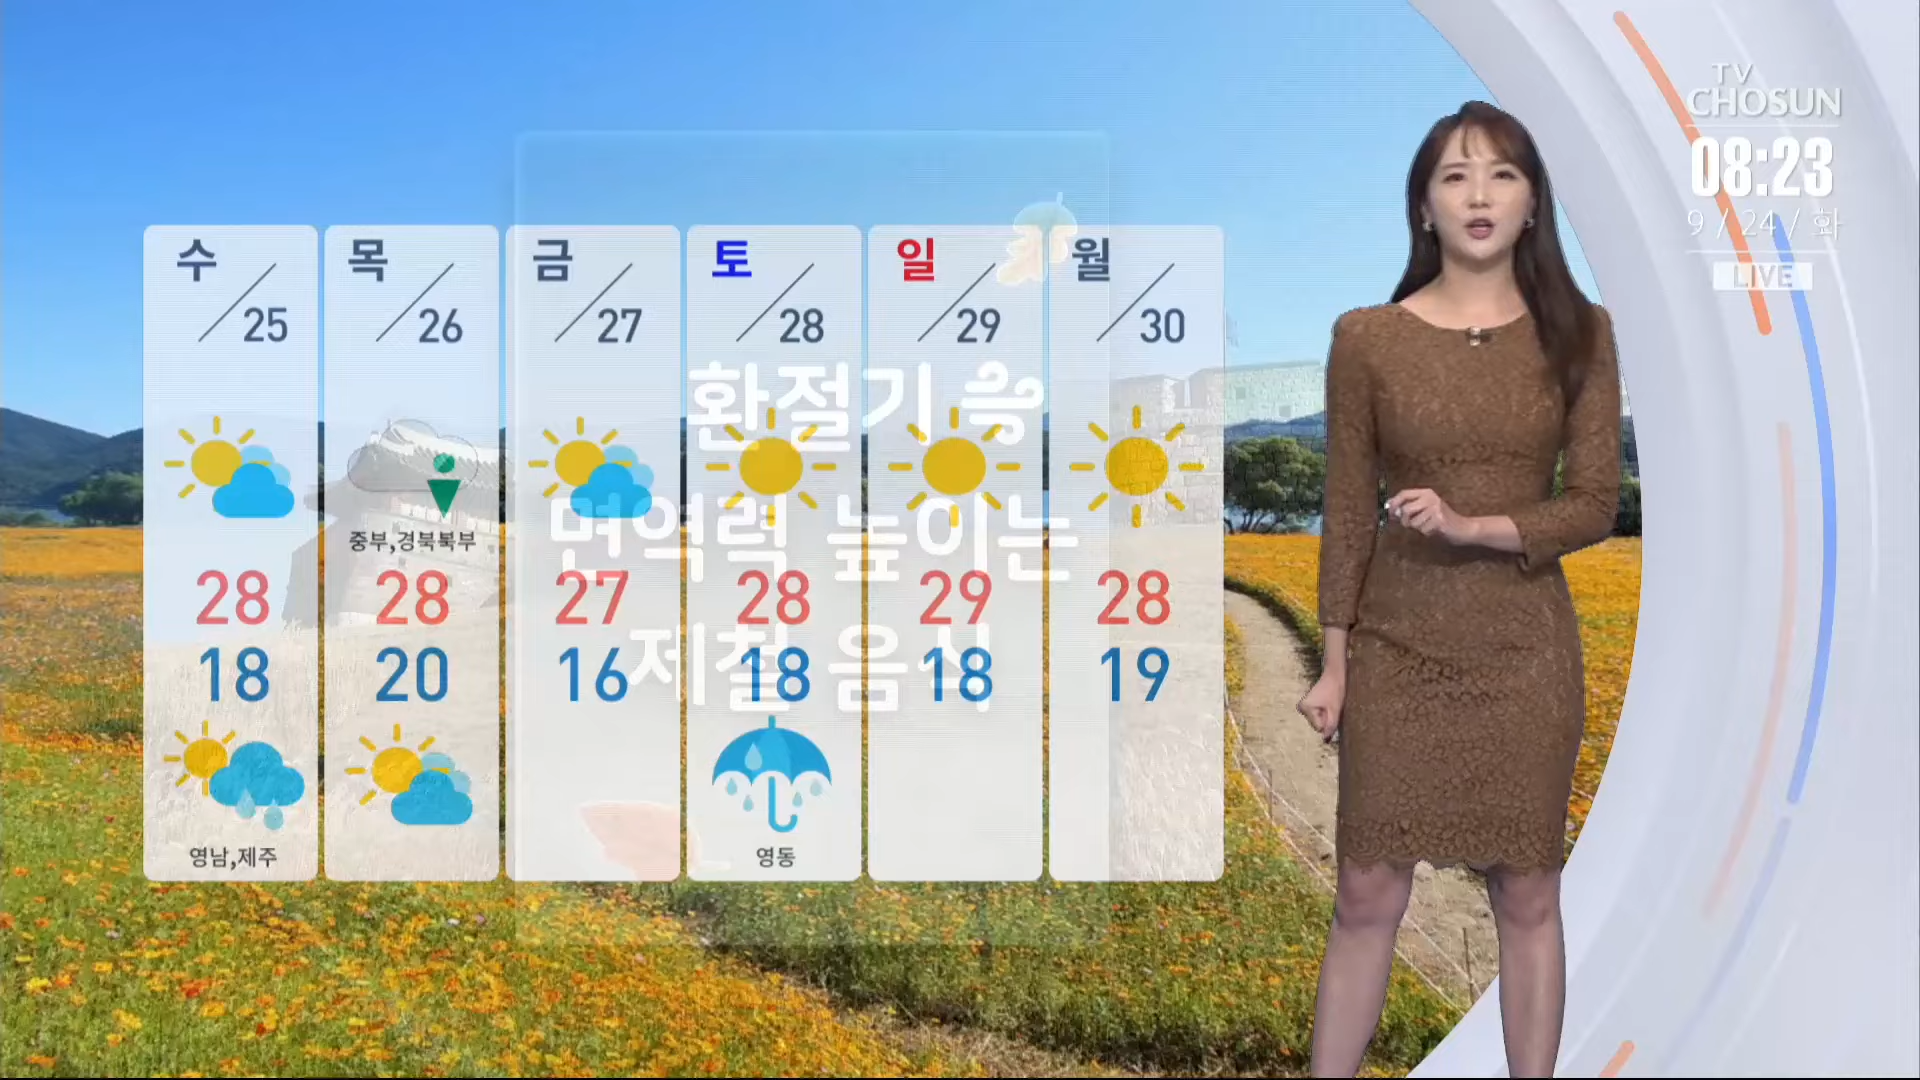 TV
CHOSUN
08:23
9 / 24 / 화
LIVE
수 목 금 토 일 월
25 26 27 28 29 30
환절기
면역력 높이는
중부,경북북부
28 28 27 28 29 28
제철 음식
18 20 16 18 18 19
영남,제주 영동